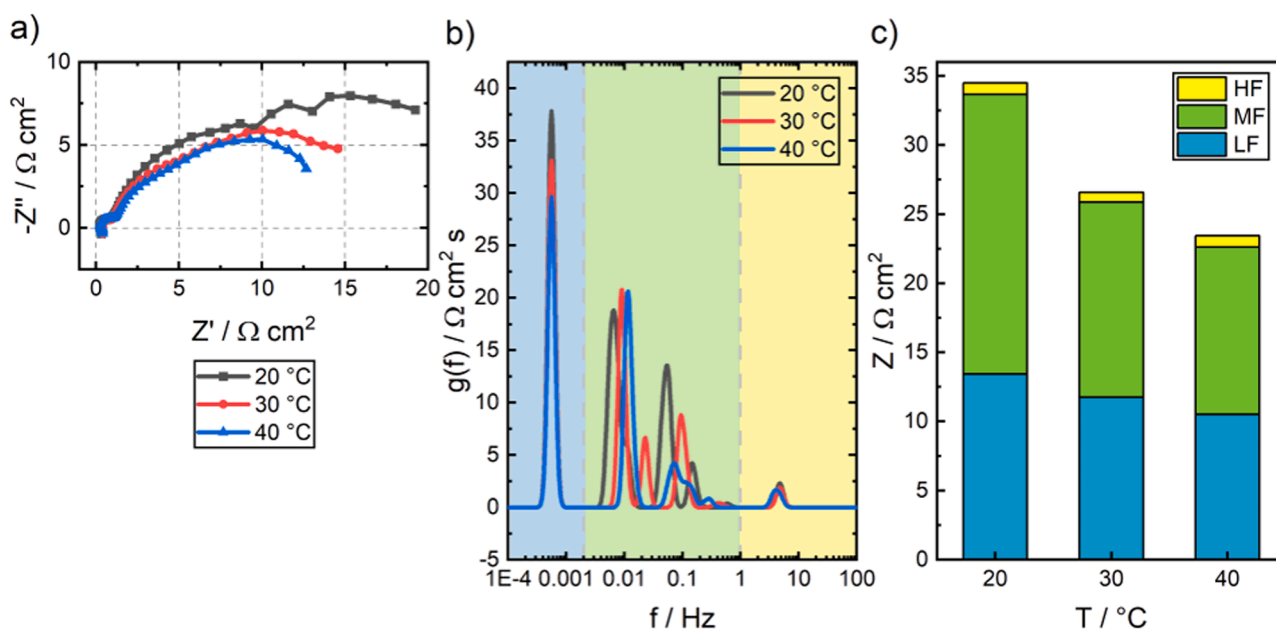 a)
10
5
0
-Z" / Ω cm²
0
5
10
15
20
Z' / Ω cm²
20 °C
30 °C
40 °C
b)
40
35
30
25
20
15
10
5
0
-5
g(f) / Ω cm² s
20 °C
30 °C
40 °C
1E-4
0.001
0.01
0.1
1
10
100
f / Hz
c)
35
30
25
20
15
10
5
0
Z / Ω cm²
HF
MF
LF
20
30
40
T / °C